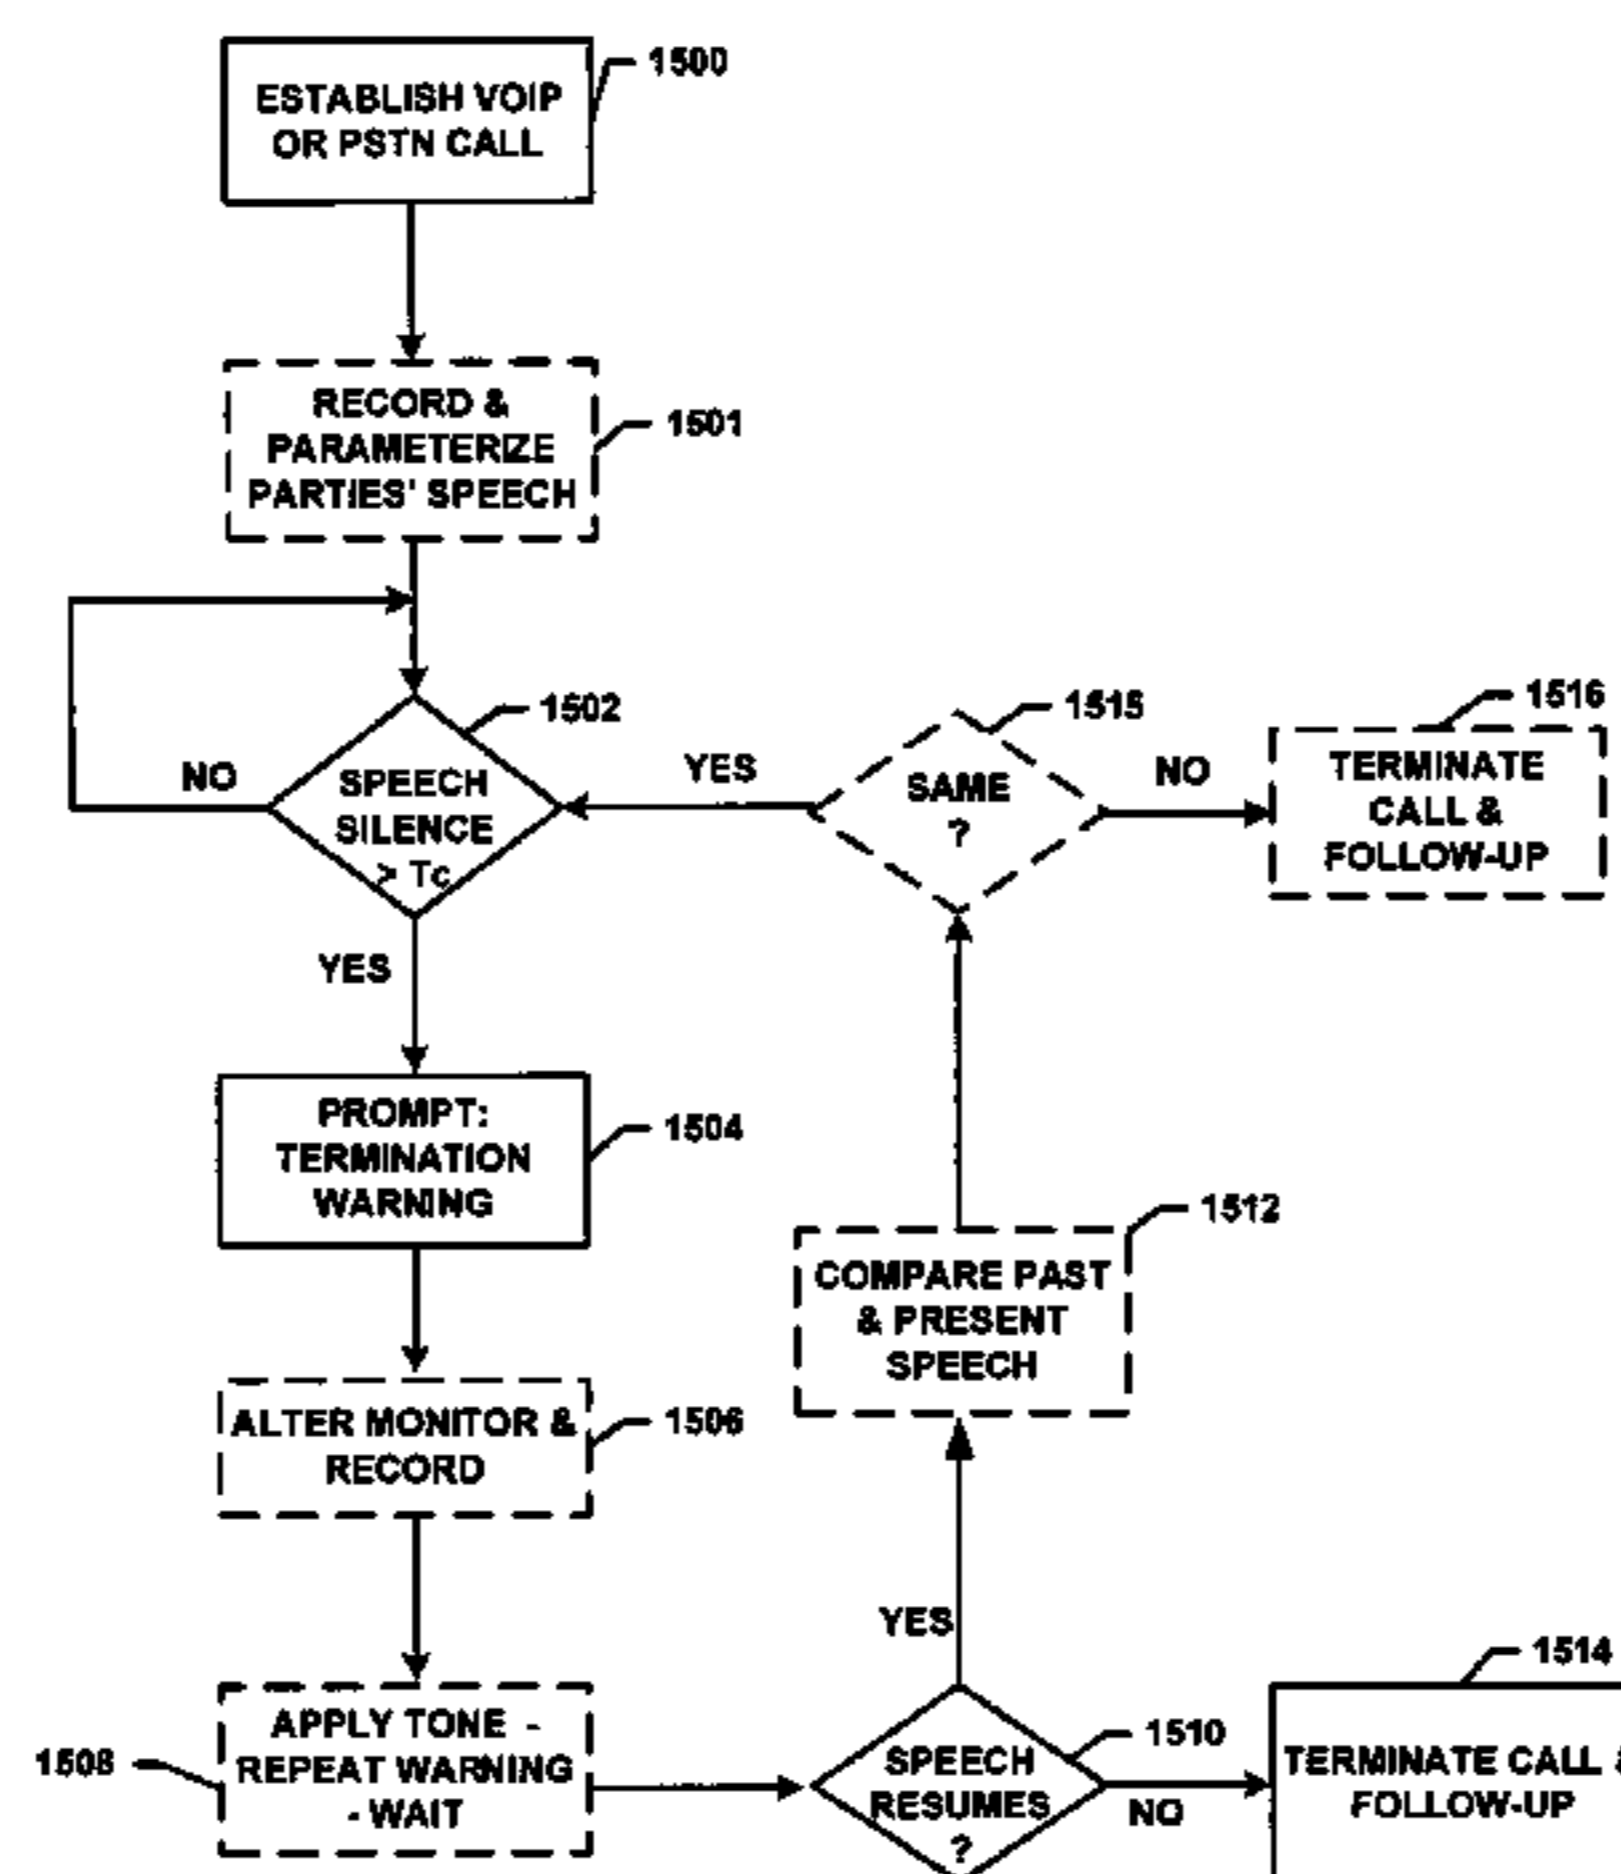 1500
ESTABLISH VOIP
OR PSTN CALL
RECORD &
PARAMETERIZE
PARTIES' SPEECH
1501
1502
SPEECH
SILENCE
> Tc
NO
YES
YES
1515
SAME
?
NO
1516
TERMINATE
CALL &
FOLLOW-UP
PROMPT:
TERMINATION
WARNING
1504
1512
COMPARE PAST
& PRESENT
SPEECH
ALTER MONITOR &
RECORD
1506
YES
APPLY TONE -
REPEAT WARNING
- WAIT
1508
1510
SPEECH
RESUMES
?
NO
1514
TERMINATE CALL &
FOLLOW-UP